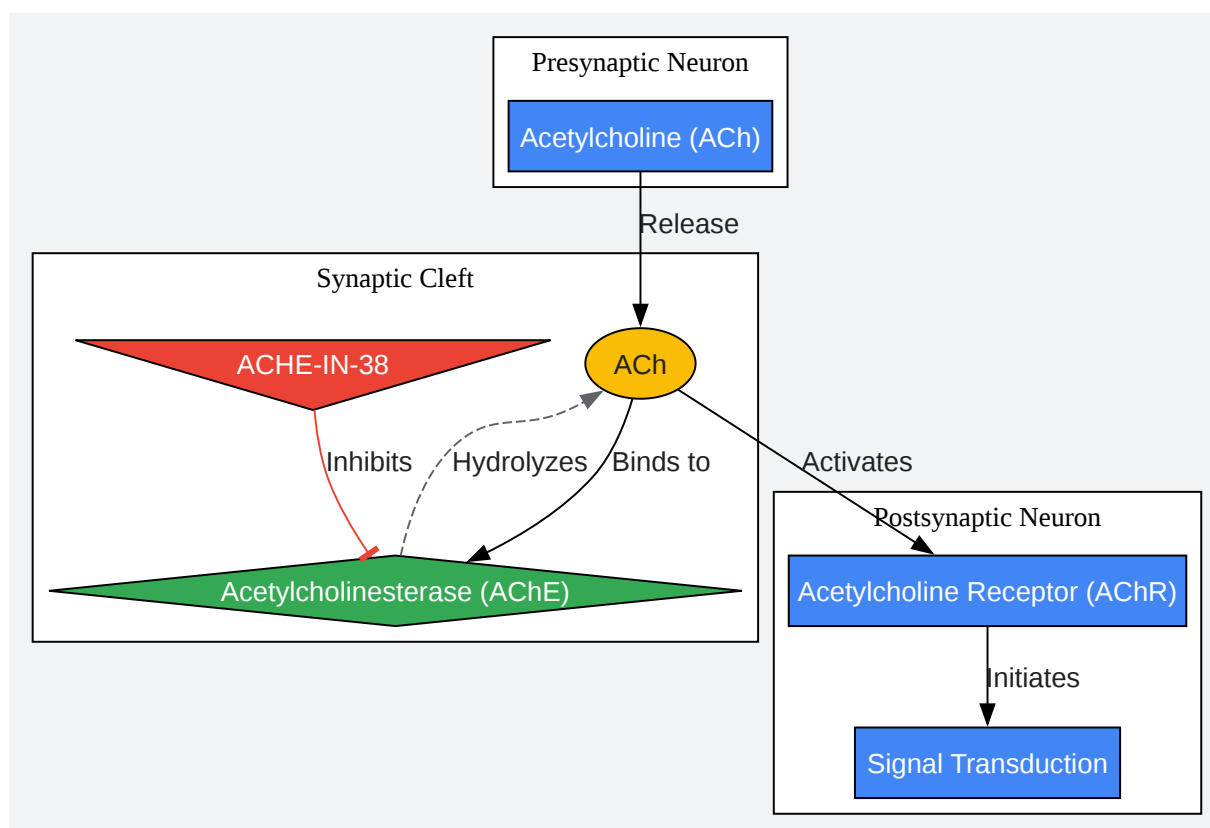 Presynaptic Neuron
Acetylcholine (ACh)
Release
Synaptic Cleft
ACHE-IN-38
ACh
Inhibits
Hydrolyzes
Binds to
Activates
Postsynaptic Neuron
Acetylcholinesterase (AChE)
Acetylcholine Receptor (AChR)
Initiates
Signal Transduction